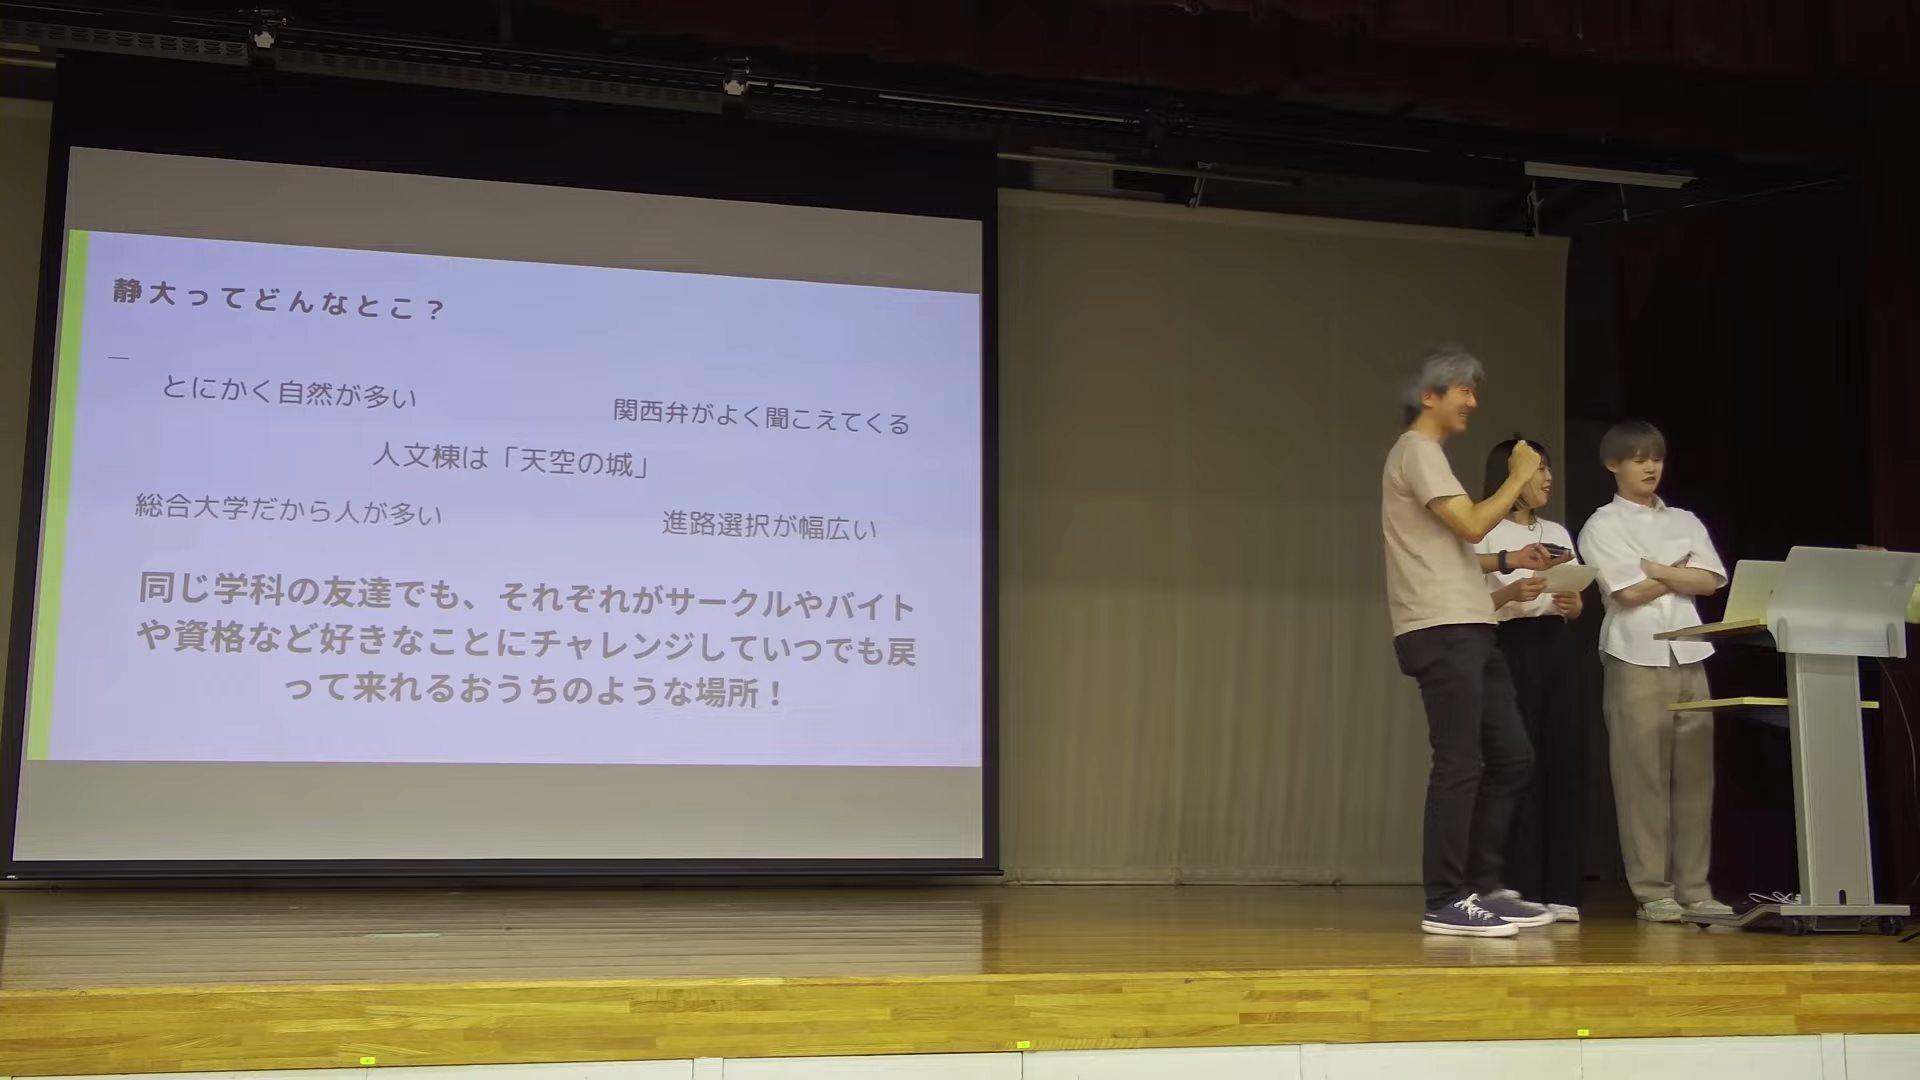 静大ってどんなとこ？
とにかく自然が多い
関西弁がよく聞こえてくる
人文棟は「天空の城」
総合大学だから人が多い
進路選択が幅広い
同じ学科の友達でも、それぞれがサークルやバイト
や資格など好きなことにチャレンジしていつでも戻
って来れるおうちのような場所！